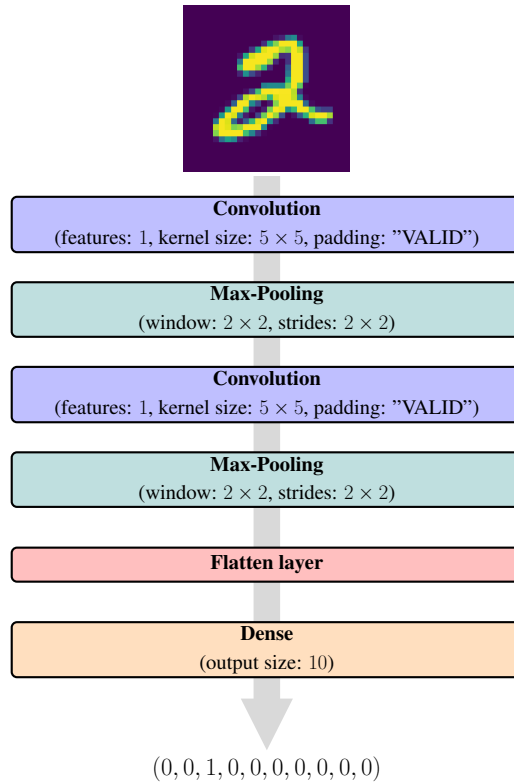 Convolution
(features: 1, kernel size: 5 × 5, padding: ”VALID”)
Max-Pooling
(window: 2 × 2, strides: 2 × 2)
Convolution
(features: 1, kernel size: 5 × 5, padding: ”VALID”)
Max-Pooling
(window: 2 × 2, strides: 2 × 2)
Flatten layer
Dense
(output size: 10)
(0, 0, 1, 0, 0, 0, 0, 0, 0, 0)